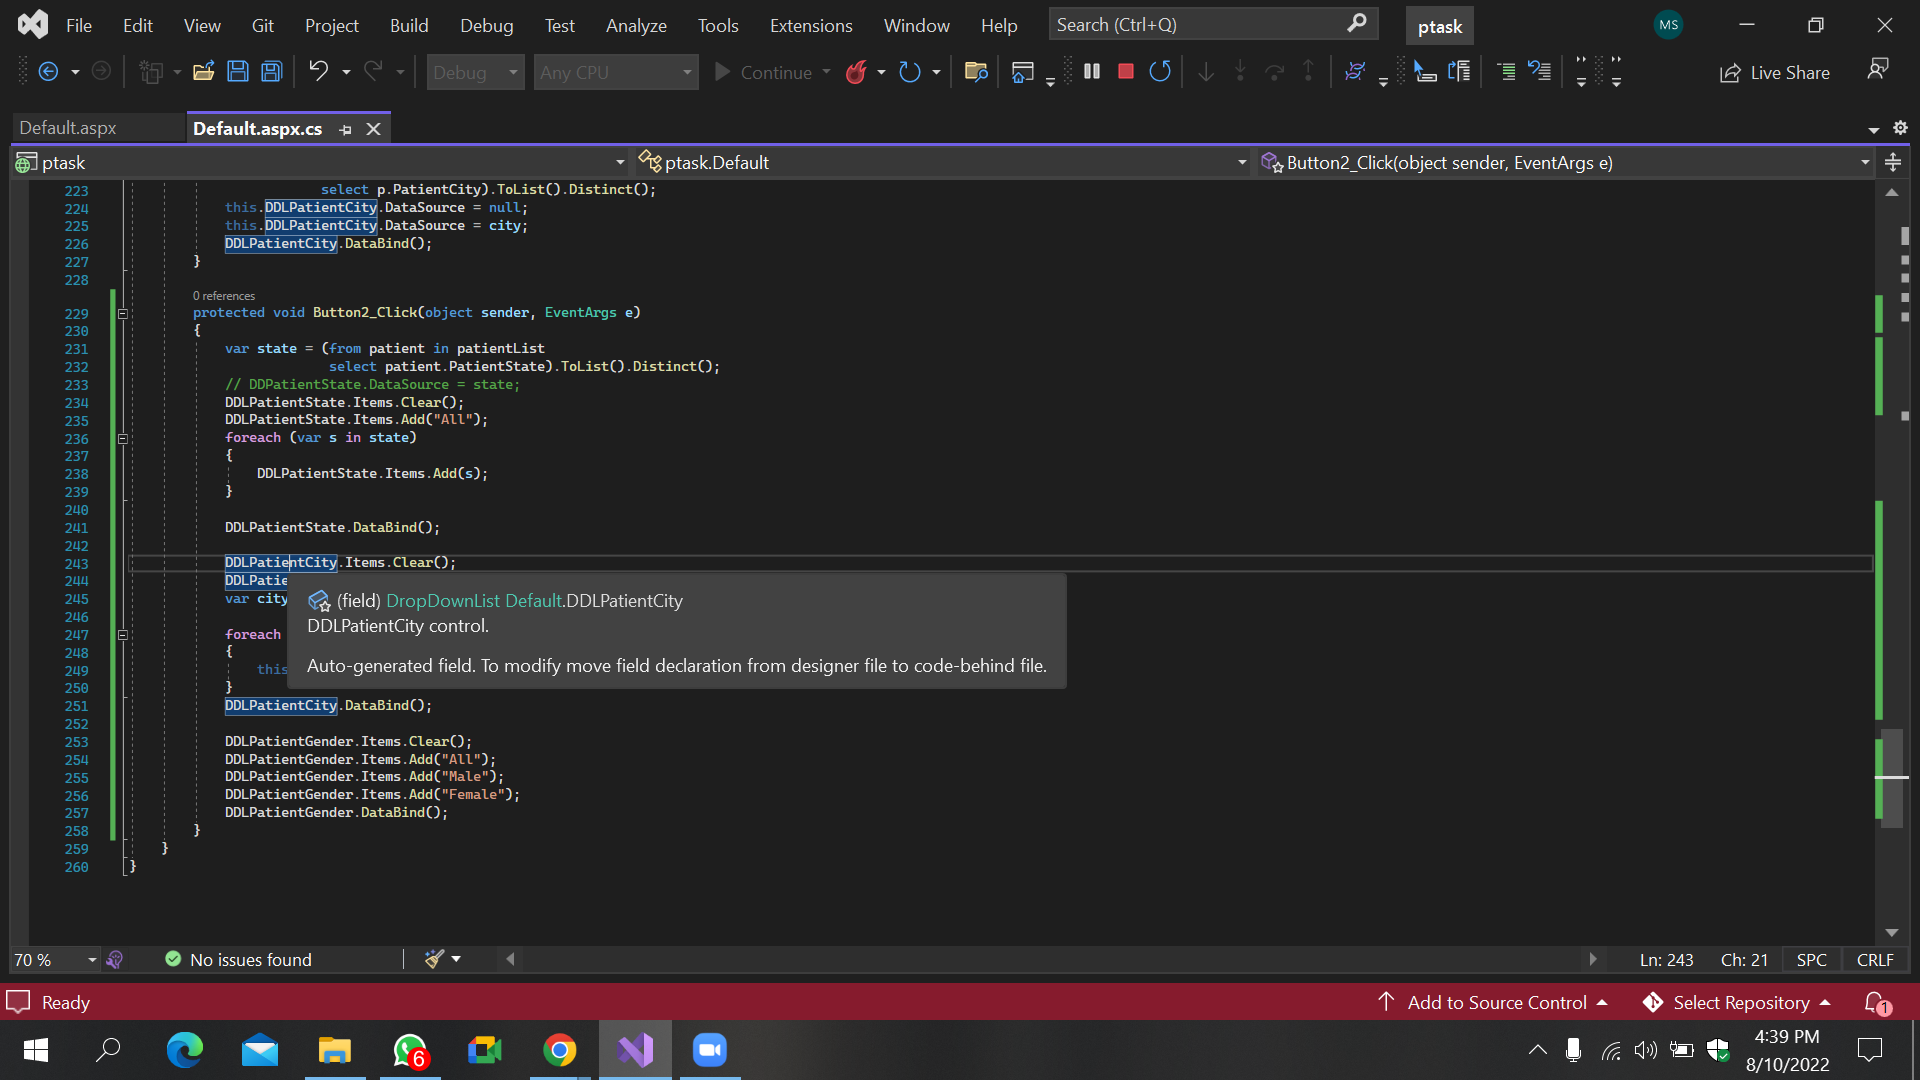 File Edit View Git Project Build Debug Test Analyze Tools Extensions Window Help Search (Ctrl+Q) ptask MS
Debug Any CPU Continue Live Share
Default.aspx Default.aspx.cs
ptask ptask.Default Button2_Click(object sender, EventArgs e)
223 select p.PatientCity).ToList().Distinct();
224 this.DDLPatientCity.DataSource = null;
225 this.DDLPatientCity.DataSource = city;
226 DDLPatientCity.DataBind();
227 }
228
0 references
229 protected void Button2_Click(object sender, EventArgs e)
230 {
231 var state = (from patient in patientList
232 select patient.PatientState).ToList().Distinct();
233 // DDPatientState.DataSource = state;
234 DDLPatientState.Items.Clear();
235 DDLPatientState.Items.Add("All");
236 foreach (var s in state)
237 {
238 DDLPatientState.Items.Add(s);
239 }
240
241 DDLPatientState.DataBind();
242
243 DDLPatientCity.Items.Clear();
244 DDLPatie
245 var city
246
247 foreach
248 {
249 this
250 }
(field) DropDownList Default.DDLPatientCity
DDLPatientCity control.
Auto-generated field. To modify move field declaration from designer file to code-behind file.
251 DDLPatientCity.DataBind();
252
253 DDLPatientGender.Items.Clear();
254 DDLPatientGender.Items.Add("All");
255 DDLPatientGender.Items.Add("Male");
256 DDLPatientGender.Items.Add("Female");
257 DDLPatientGender.DataBind();
258 }
259 }
260 }
70 % No issues found Ln: 243 Ch: 21 SPC CRLF
Ready Add to Source Control Select Repository 1
6 4:39 PM
8/10/2022